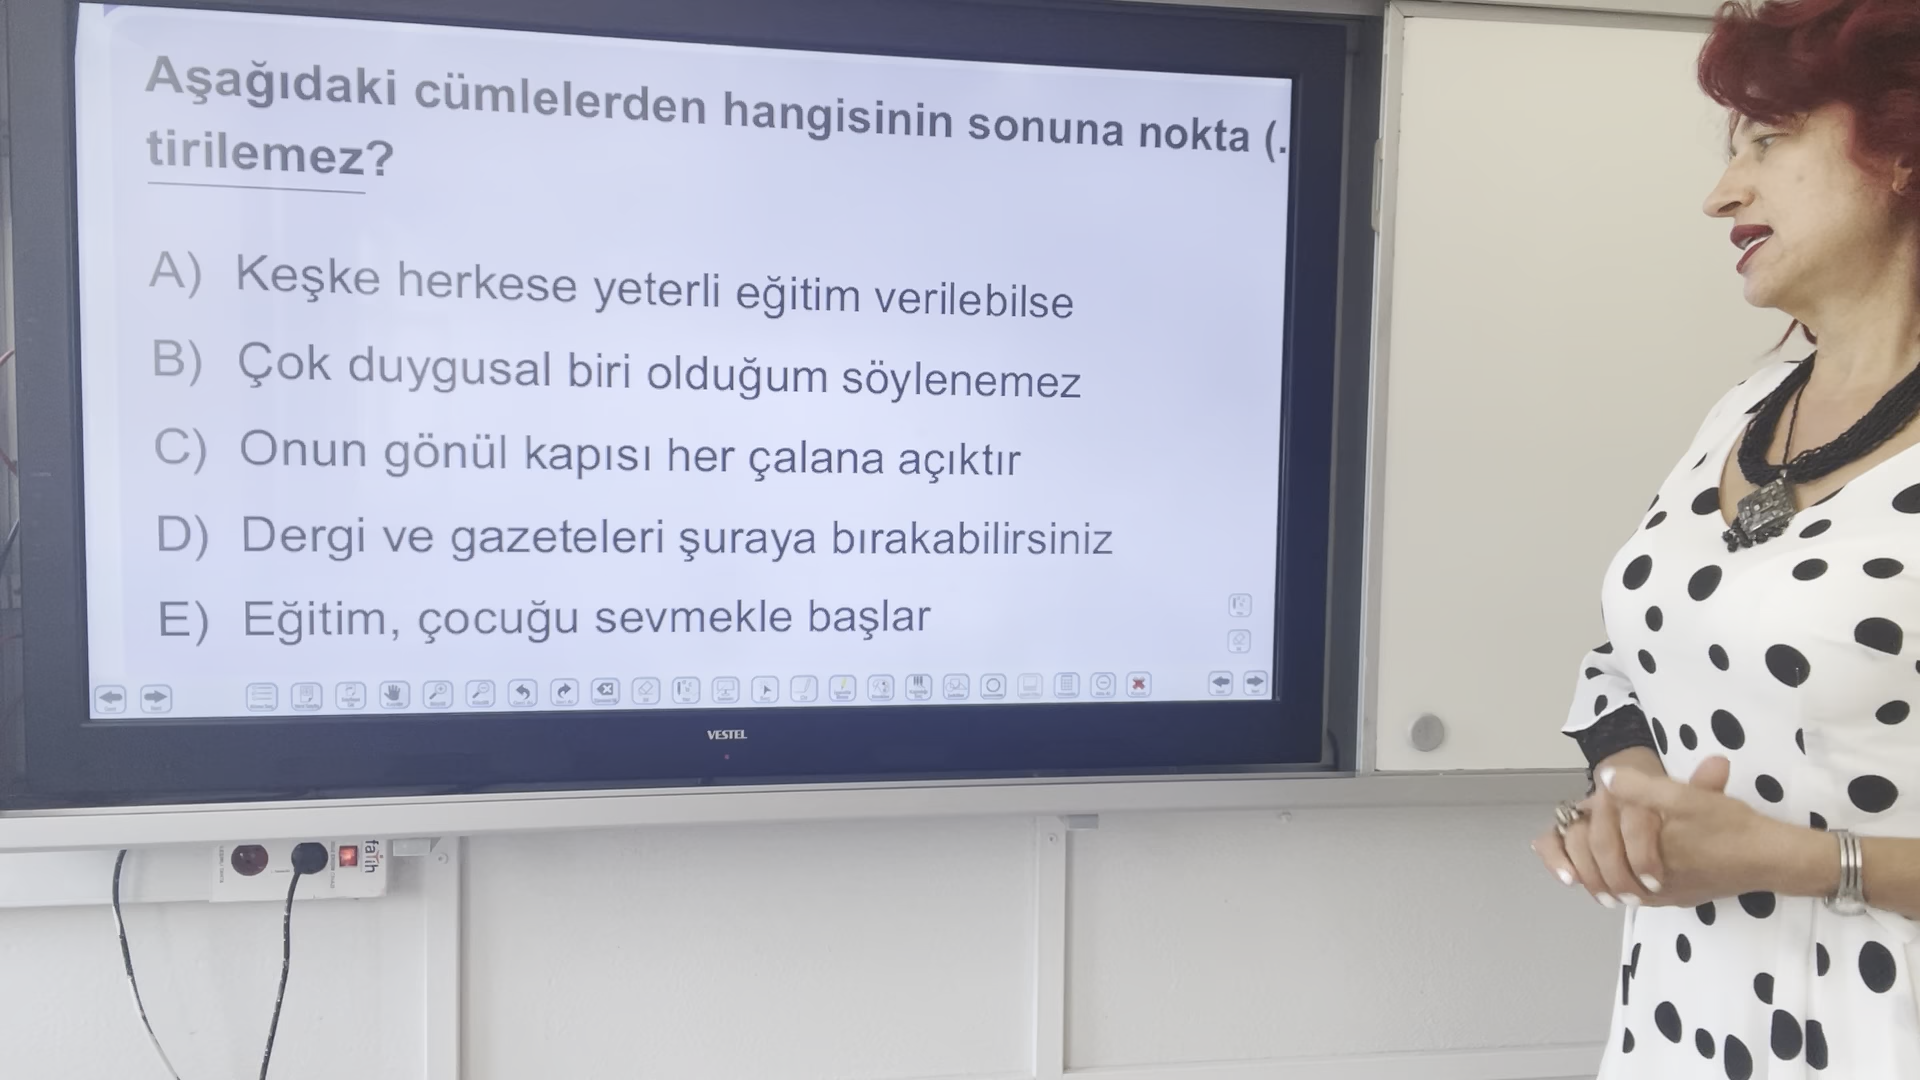 Aşağıdaki cümlelerden hangisinin sonuna nokta (.
tirilemez?
A) Keşke herkese yeterli eğitim verilebilse
B) Çok duygusal biri olduğum söylenemez
C) Onun gönül kapısı her çalana açıktır
D) Dergi ve gazeteleri şuraya bırakabilirsiniz
E) Eğitim, çocuğu sevmekle başlar
VESTEL
fatih